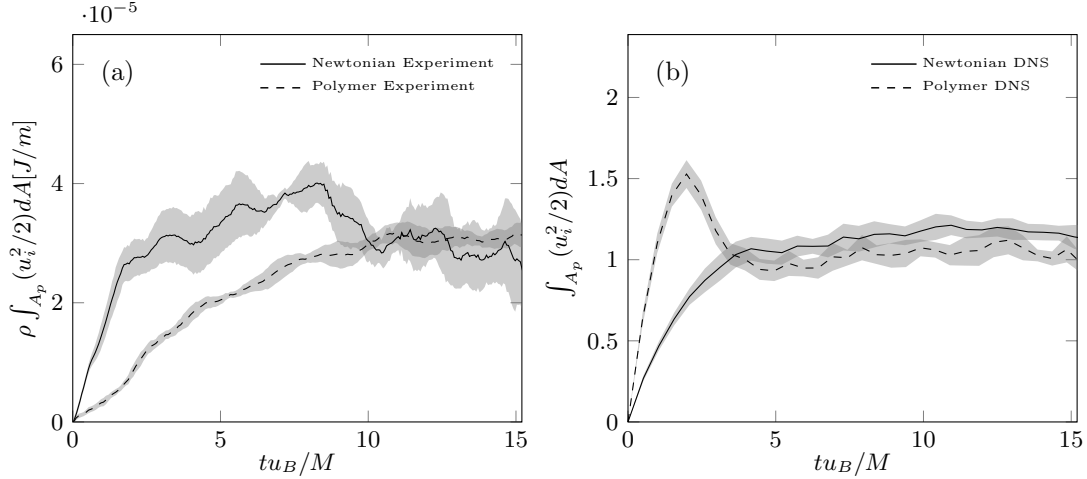 ·10⁻⁵
(a)
Newtonian Experiment
Polymer Experiment
6
4
2
0
0 5 10 15
tu_B/M
ρ ∫_{A_p} (u_i^2/2)dA[J/m]
(b)
Newtonian DNS
Polymer DNS
2
1.5
1
0.5
0
0 5 10 15
tu_B/M
∫_{A_p} (u_i^2/2)dA